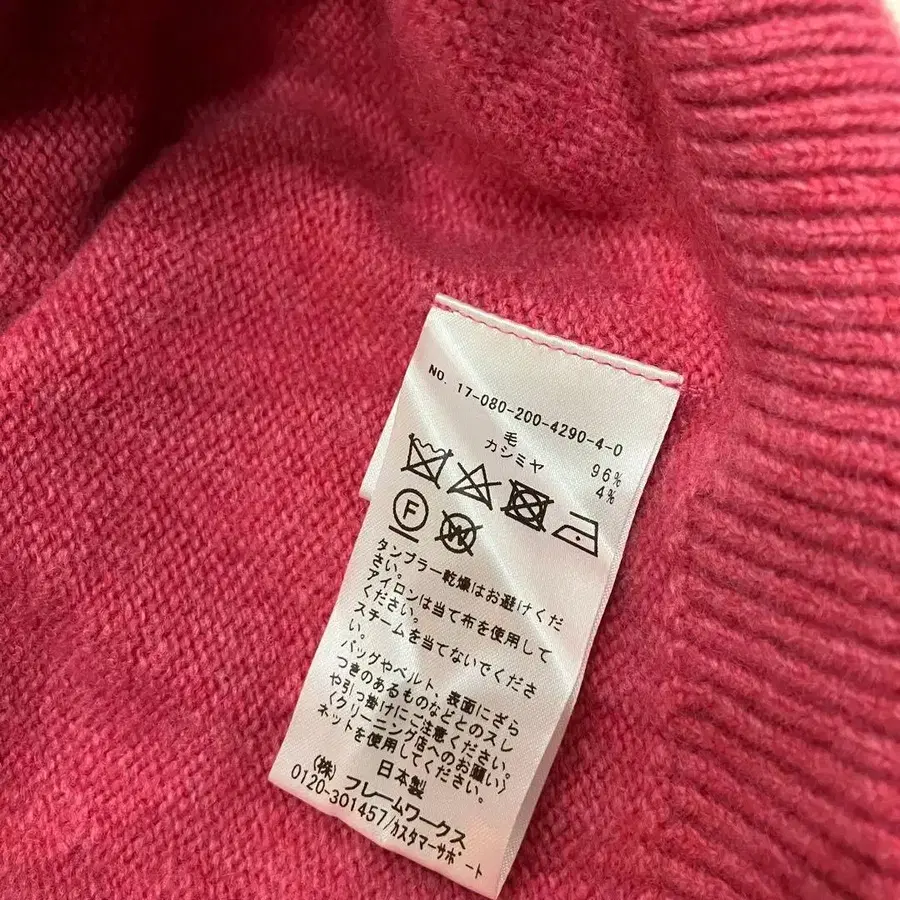 NO. 17-080-200-4290-4-0
毛 96%
カシミヤ 4%
F
W
タンブラー乾燥はお避けくだ
さい。
アイロンは当て布を使用して
ください。
スチームを当てないでくださ
い。
バッグやベルト、表面にざら
つきのあるものなどとのスレ
や引っ掛けにご注意ください。
〈クリーニング店へのお願い〉
ネットを使用してください。
日本製
(株) フレームワークス
0120-301457/ｶｽﾀﾏｰｻﾎﾟｰﾄ